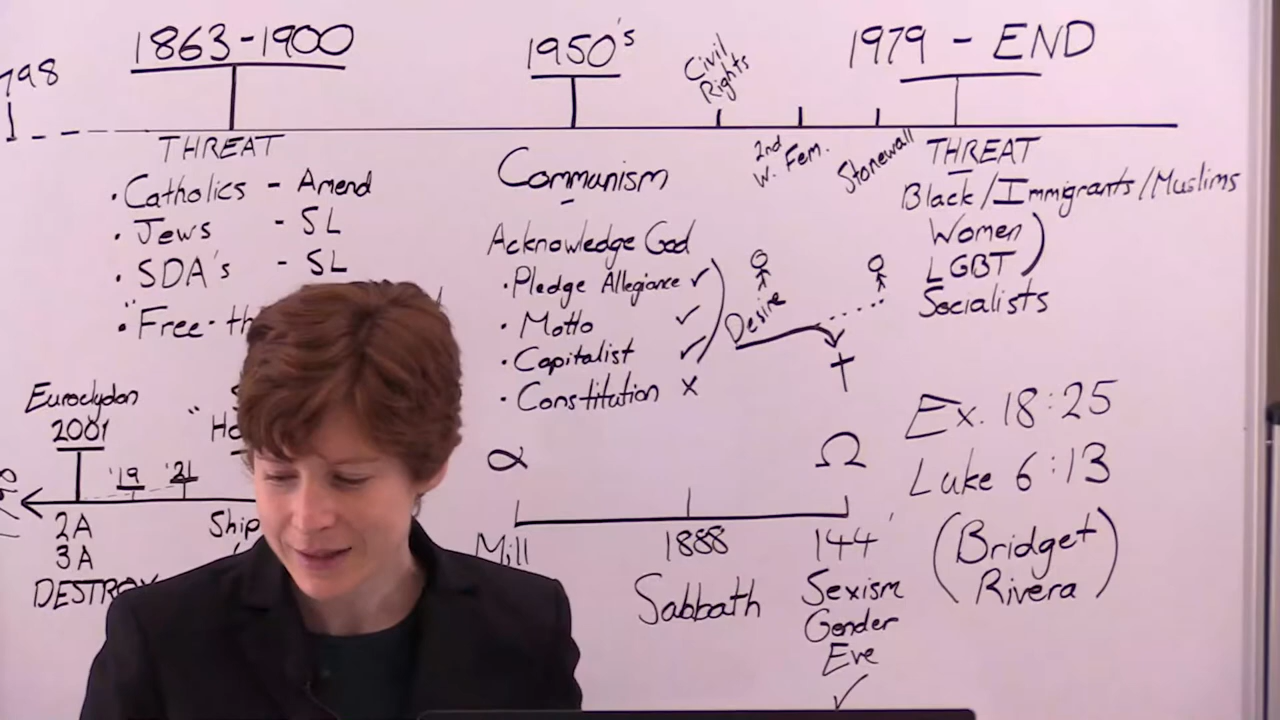 1863-1900
1950's
Civil
Rights
1979 - END
798
THREAT
• Catholics - Amend
• Jews - SL
• SDA's - SL
• "Free-th
Communism
Acknowledge God
• Pledge Allegiance ✓
• Motto ✓
• Capitalist ✓
• Constitution ✗
2nd
W. Fem.
Stonewall
Desire
THREAT
Black/Immigrants/Muslims
Women
LGBT
Socialists
Ex. 18:25
Luke 6:13
(Bridget
Rivera)
Euroclydon
2001
'19 '21
2A
3A
DESTROY
"Ho
Ship
α
Ω
Mill
1888
144'
Sabbath
Sexism
Gender
Eve
✓